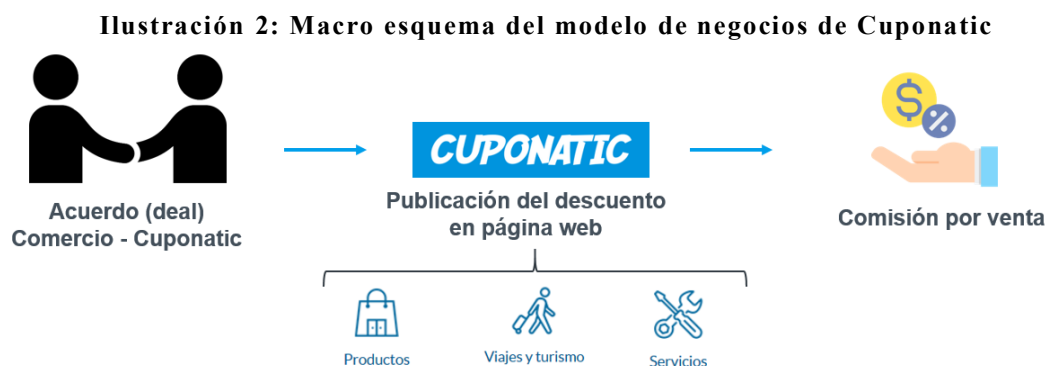 Ilustración 2: Macro esquema del modelo de negocios de Cuponatic
$
%
CUPONATIC
Acuerdo (deal)
Comercio - Cuponatic
Publicación del descuento
en página web
Comisión por venta
Productos
Viajes y turismo
Servicios